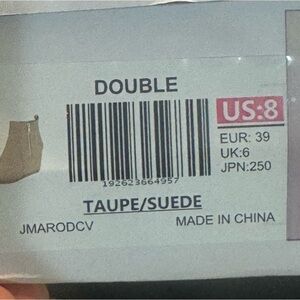 DOUBLE
US:8
EUR: 39
UK:6
JPN:250
192623664957
TAUPE/SUEDE
JMARODCV
MADE IN CHINA